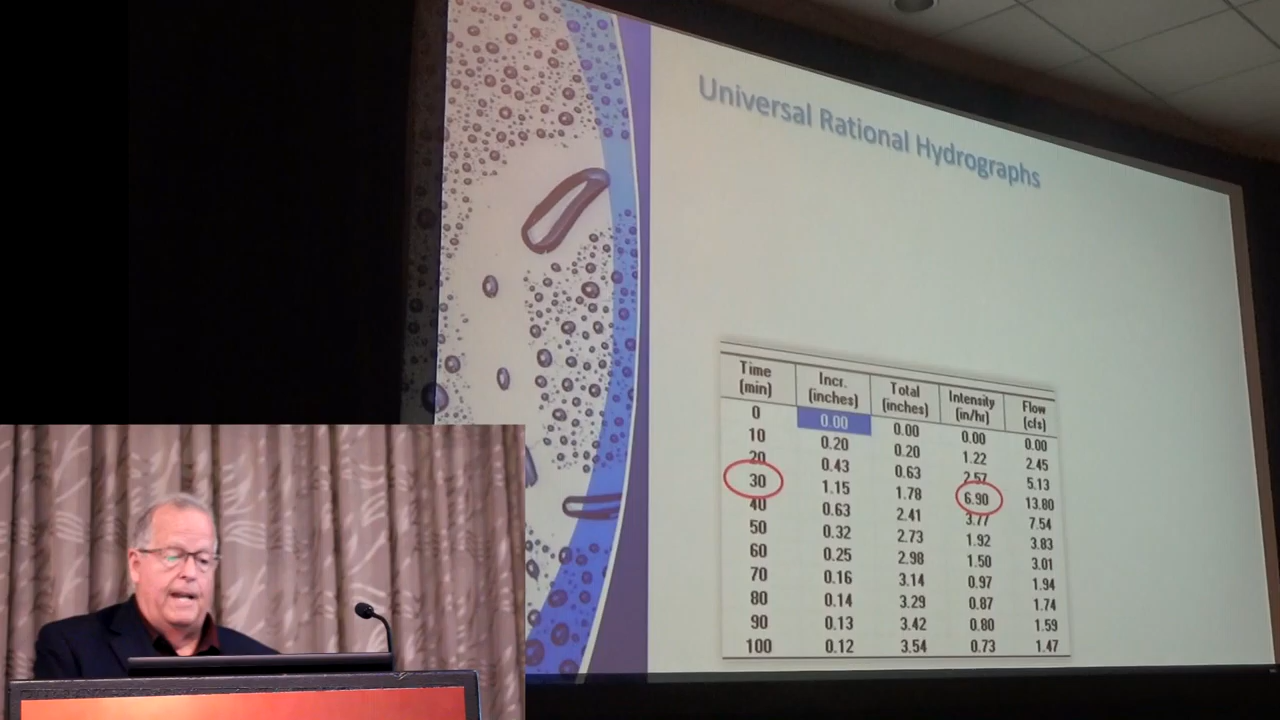 Universal Rational Hydrographs
Time (min) Incr. (inches) Total (inches) Intensity (in/hr) Flow (cfs)
0 0.00 0.00 0.00 0.00
10 0.20 0.20 1.22 2.45
20 0.43 0.63 2.57 5.13
30 1.15 1.78 6.90 13.80
40 0.63 2.41 3.77 7.54
50 0.32 2.73 1.92 3.83
60 0.25 2.98 1.50 3.01
70 0.16 3.14 0.97 1.94
80 0.14 3.29 0.87 1.74
90 0.13 3.42 0.80 1.59
100 0.12 3.54 0.73 1.47